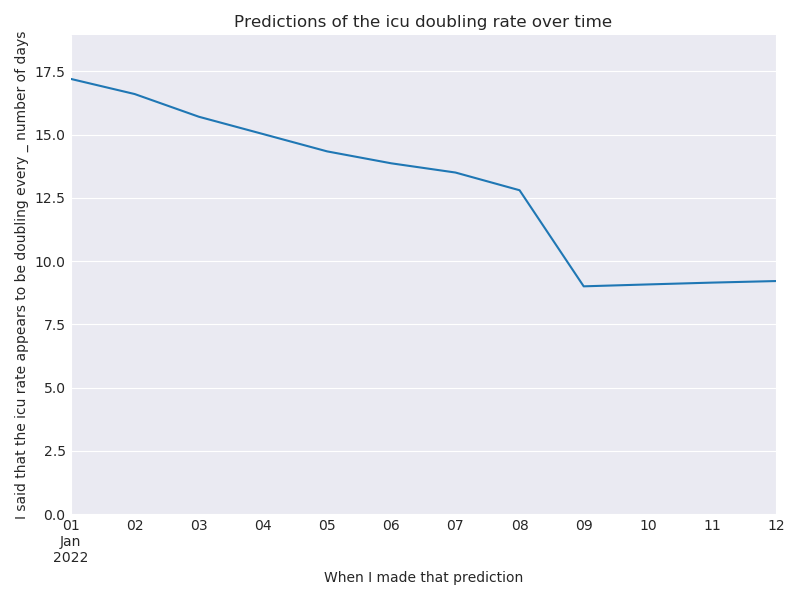 Predictions of the icu doubling rate over time
I said that the icu rate appears to be doubling every _ number of days
17.5
15.0
12.5
10.0
7.5
5.0
2.5
0.0
01 02 03 04 05 06 07 08 09 10 11 12
Jan
2022
When I made that prediction